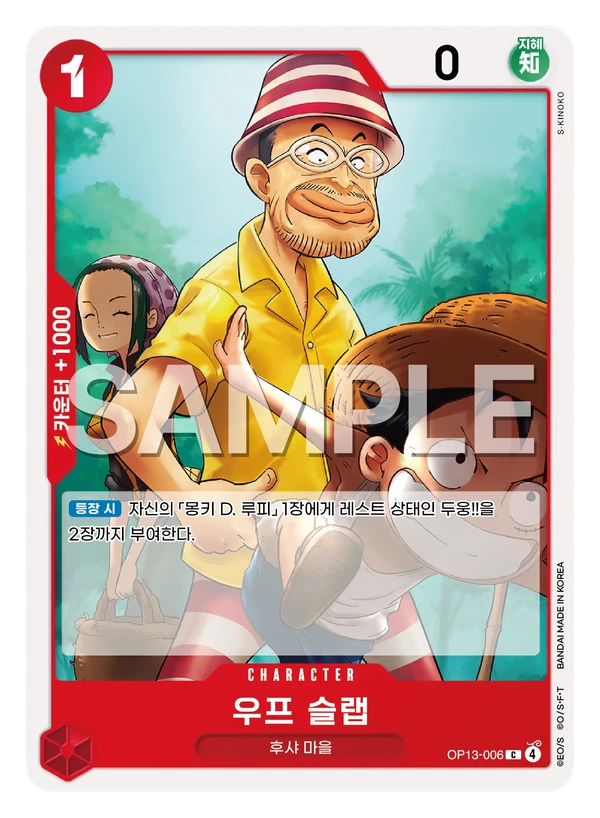 1
0
지혜
知
S·KINOKO
카운터 +1000
SAMPLE
등장 시 자신의 「몽키 D. 루피」 1장에게 레스트 상태인 두웅!!을
2장까지 부여한다.
CHARACTER
우프 슬랩
후샤 마을
OP13-006 C 4
©EIO/S ©O/S·F·T BANDAI MADE IN KOREA